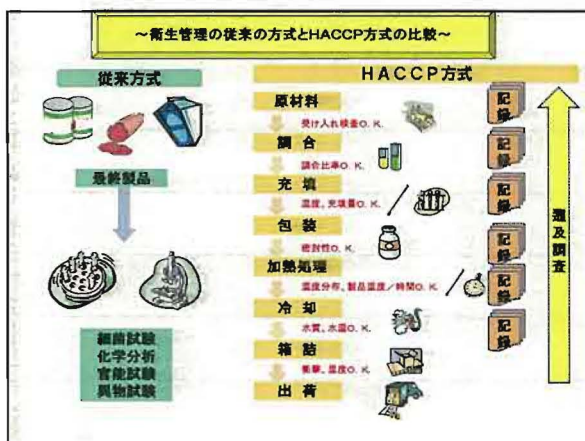 ～衛生管理の従来の方式とHACCP方式の比較～
従来方式
最終製品
細菌試験
化学分析
官能試験
異物試験
HACCP方式
原材料
受け入れ検査O. K.
調合
調合比率O. K.
充填
温度、充填量O. K.
包装
密封性O. K.
加熱処理
温度分布、製品温度／時間O. K.
冷却
水質、水温O. K.
箱詰
衝撃、温度O. K.
出荷
記録
記録
記録
記録
記録
記録
遡及調査